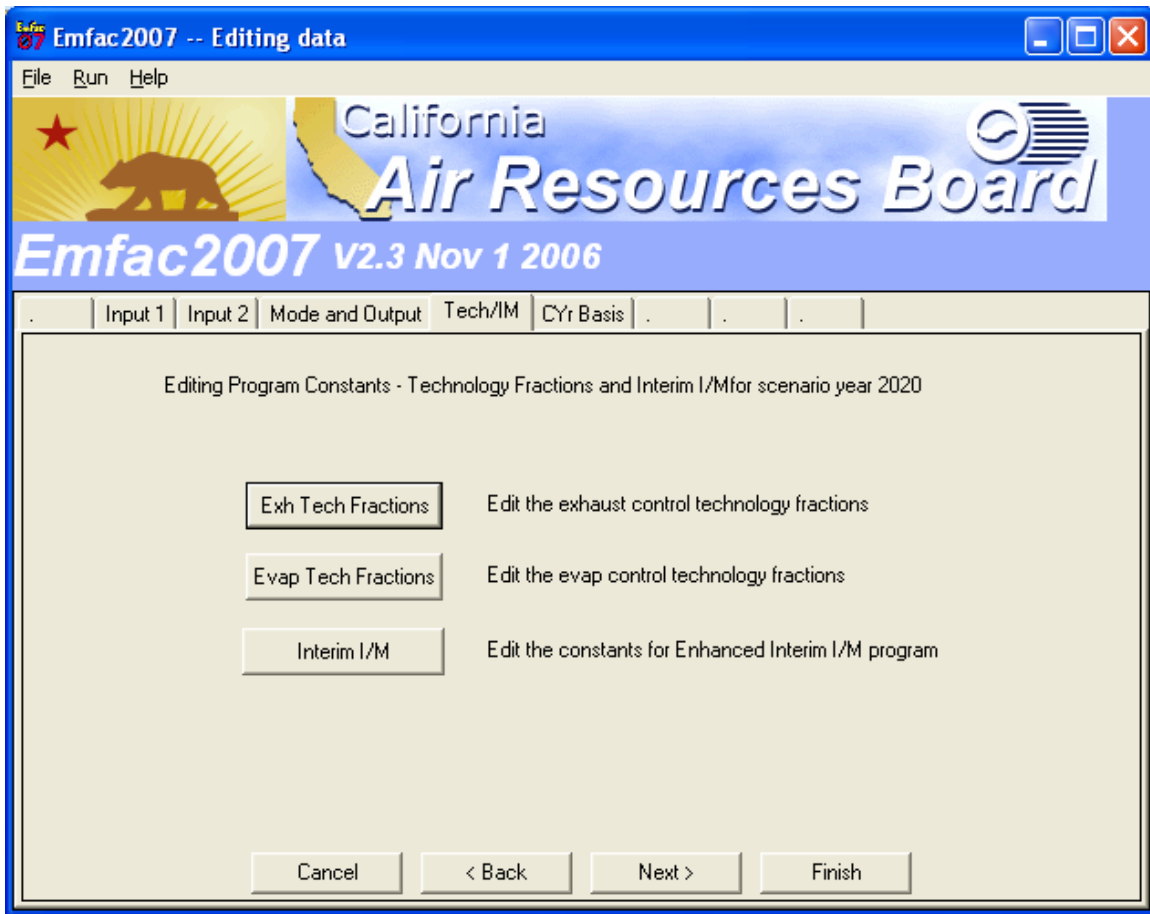 Emfac2007 -- Editing data
File Run Help
California
Air Resources Board
Emfac2007 V2.3 Nov 1 2006
. Input 1 Input 2 Mode and Output Tech/IM CYr Basis . . .
Editing Program Constants - Technology Fractions and Interim I/Mfor scenario year 2020
Exh Tech Fractions Edit the exhaust control technology fractions
Evap Tech Fractions Edit the evap control technology fractions
Interim I/M Edit the constants for Enhanced Interim I/M program
Cancel < Back Next > Finish